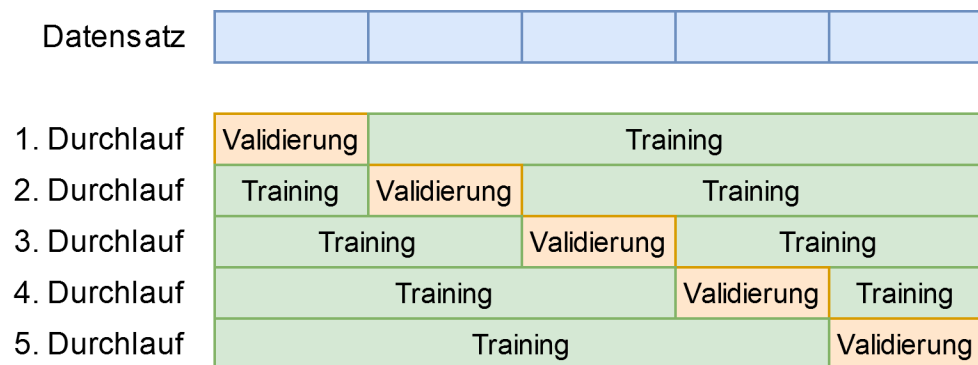 Datensatz
1. Durchlauf Validierung Training
2. Durchlauf Training Validierung Training
3. Durchlauf Training Validierung Training
4. Durchlauf Training Validierung Training
5. Durchlauf Training Validierung